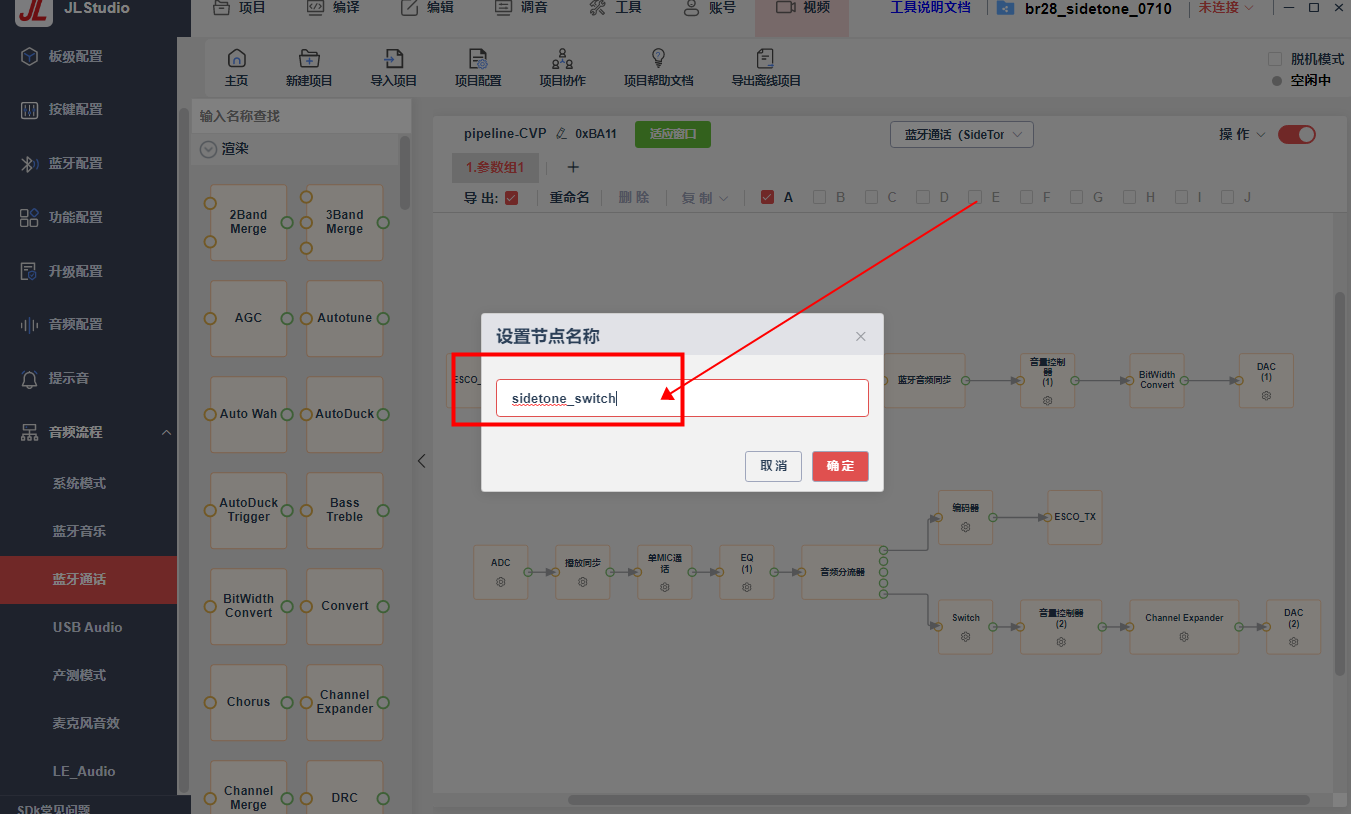 JLStudio
项目
编译
编辑
调音
工具
账号
视频
工具说明文档
br28_sidetone_0710
未连接
主页
新建项目
导入项目
项目配置
项目协作
项目帮助文档
导出离线项目
脱机模式
空闲中
板级配置
按键配置
蓝牙配置
功能配置
升级配置
音频配置
提示音
音频流程
系统模式
蓝牙音乐
蓝牙通话
USB Audio
产测模式
麦克风音效
LE_Audio
SDk常见问题
输入名称查找
渲染
2Band
Merge
3Band
Merge
AGC
Autotune
Auto Wah
AutoDuck
AutoDuck
Trigger
Bass
Treble
BitWidth
Convert
Convert
Chorus
Channel
Expander
Channel
Merge
DRC
pipeline-CVP
0xBA11
适应窗口
蓝牙通话（SideTor
操作
1.参数组1
+
导出:
重命名
删除
复制
A
B
C
D
E
F
G
H
I
J
设置节点名称
sidetone_switch
取消
确定
ESCO_
蓝牙音频同步
音量控制
器
(1)
BitWidth
Convert
DAC
(1)
编码器
ESCO_TX
ADC
播放同步
单MIC通
话
EQ
(1)
音频分流器
Switch
音量控制器
(2)
Channel Expander
DAC
(2)